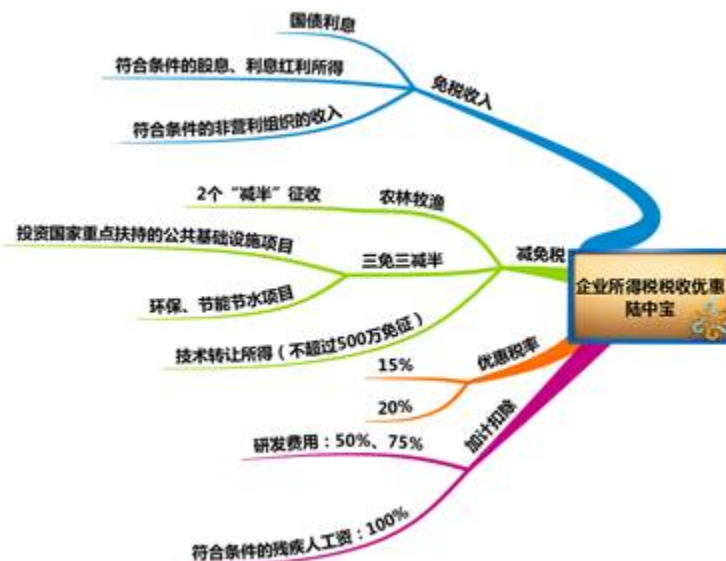 企业所得税税收优惠
陆中宝
免税收入
国债利息
符合条件的股息、利息红利所得
符合条件的非营利组织的收入
减免税
农林牧渔
2个“减半”征收
三免三减半
投资国家重点扶持的公共基础设施项目
环保、节能节水项目
技术转让所得（不超过500万免征）
优惠税率
15%
20%
加计扣除
研发费用：50%、75%
符合条件的残疾人工资：100%